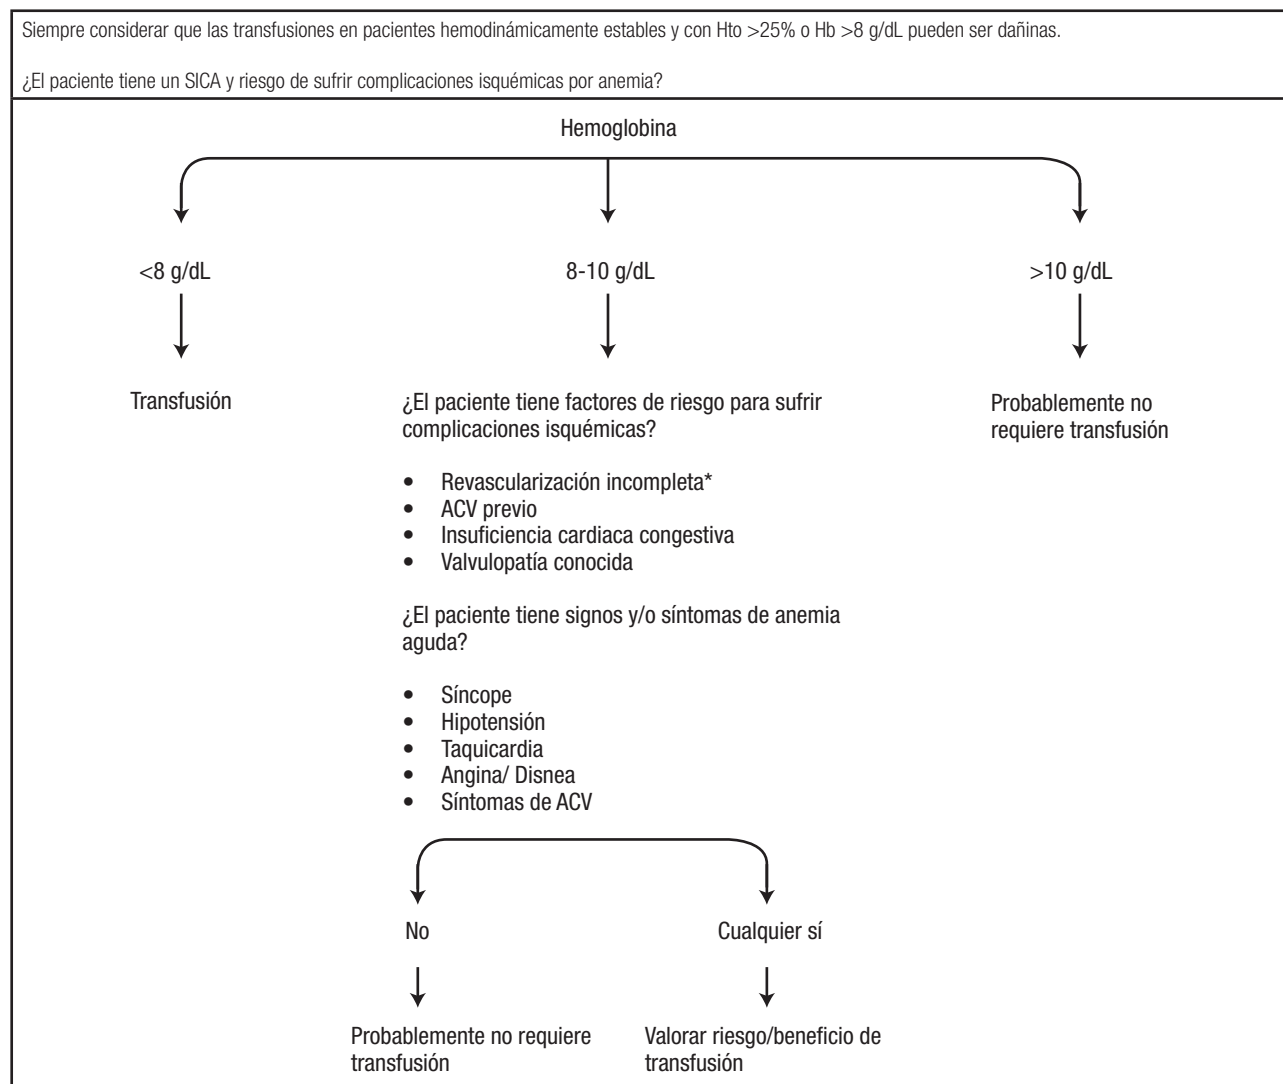 Siempre considerar que las transfusiones en pacientes hemodinámicamente estables y con Hto >25% o Hb >8 g/dL pueden ser dañinas.
¿El paciente tiene un SICA y riesgo de sufrir complicaciones isquémicas por anemia?
Hemoglobina
<8 g/dL
8-10 g/dL
>10 g/dL
Transfusión
¿El paciente tiene factores de riesgo para sufrir
complicaciones isquémicas?
• Revascularización incompleta*
• ACV previo
• Insuficiencia cardiaca congestiva
• Valvulopatía conocida
Probablemente no
requiere transfusión
¿El paciente tiene signos y/o síntomas de anemia
aguda?
• Síncope
• Hipotensión
• Taquicardia
• Angina/ Disnea
• Síntomas de ACV
No
Cualquier sí
Probablemente no requiere
transfusión
Valorar riesgo/beneficio de
transfusión